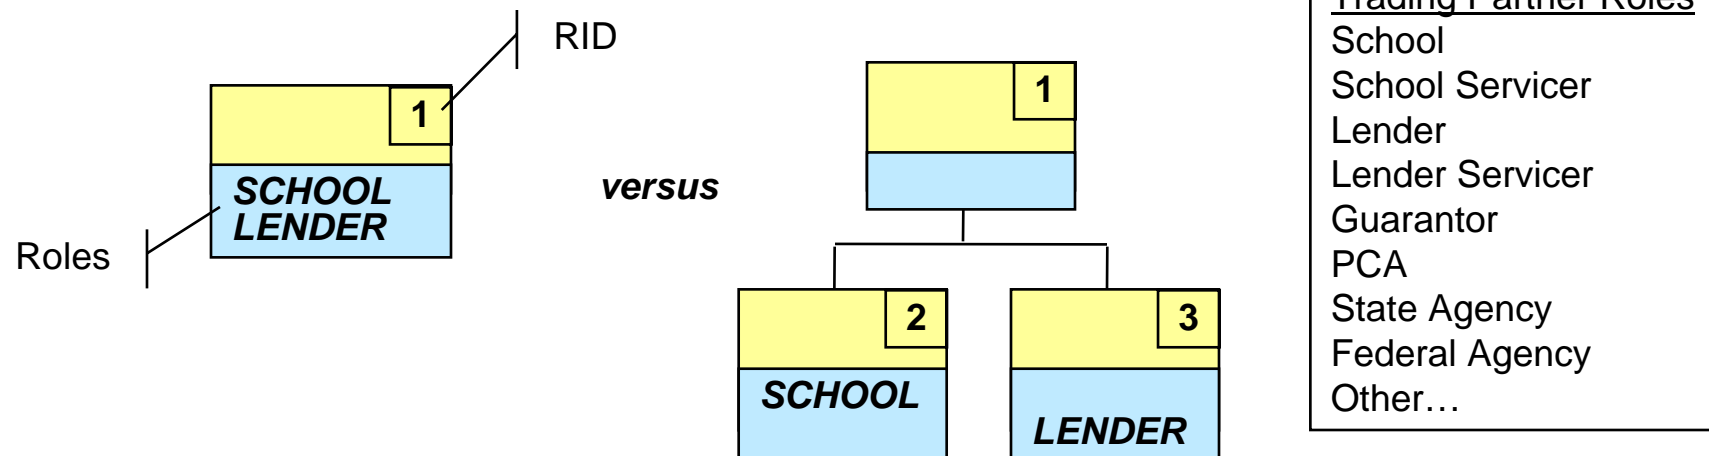 RID
1
SCHOOL
LENDER
Roles
versus
1
2
SCHOOL
3
LENDER
Trading Partner Roles
School
School Servicer
Lender
Lender Servicer
Guarantor
PCA
State Agency
Federal Agency
Other…